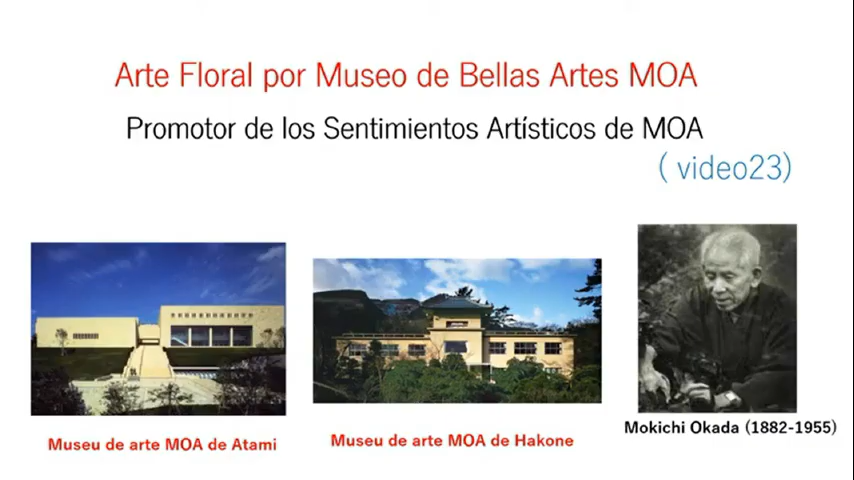 Arte Floral por Museo de Bellas Artes MOA
Promotor de los Sentimientos Artísticos de MOA
( video23)
Museu de arte MOA de Atami
Museu de arte MOA de Hakone
Mokichi Okada (1882-1955)